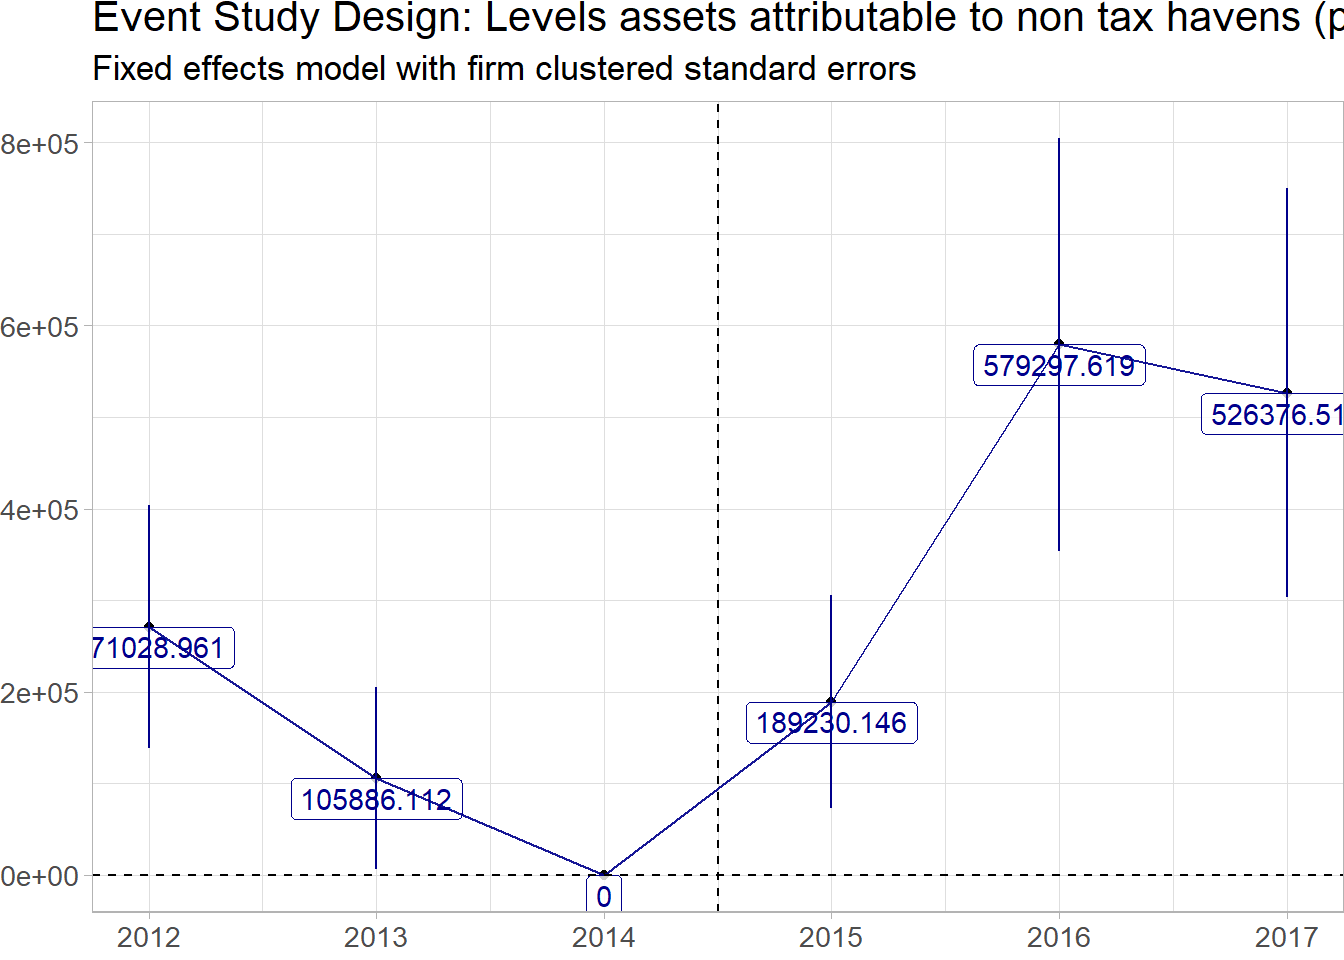 Event Study Design: Levels assets attributable to non tax havens (p
Fixed effects model with firm clustered standard errors
8e+05
6e+05
4e+05
2e+05
0e+00
71028.961
105886.112
0
189230.146
579297.619
526376.51
2012 2013 2014 2015 2016 2017